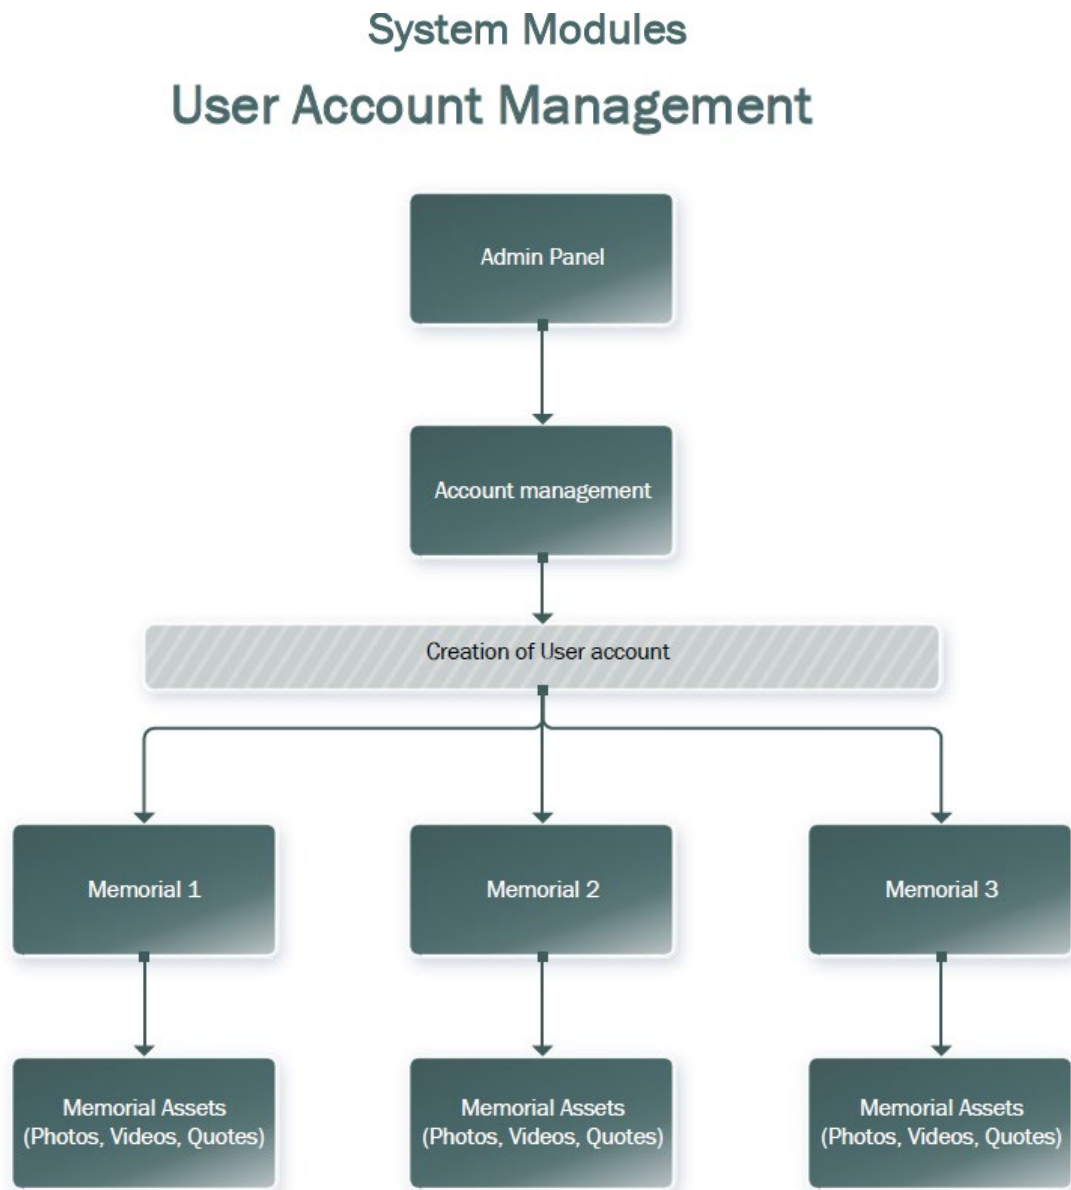 System Modules
User Account Management
Admin Panel
Account management
Creation of User account
Memorial 1
Memorial 2
Memorial 3
Memorial Assets
(Photos, Videos, Quotes)
Memorial Assets
(Photos, Videos, Quotes)
Memorial Assets
(Photos, Videos, Quotes)